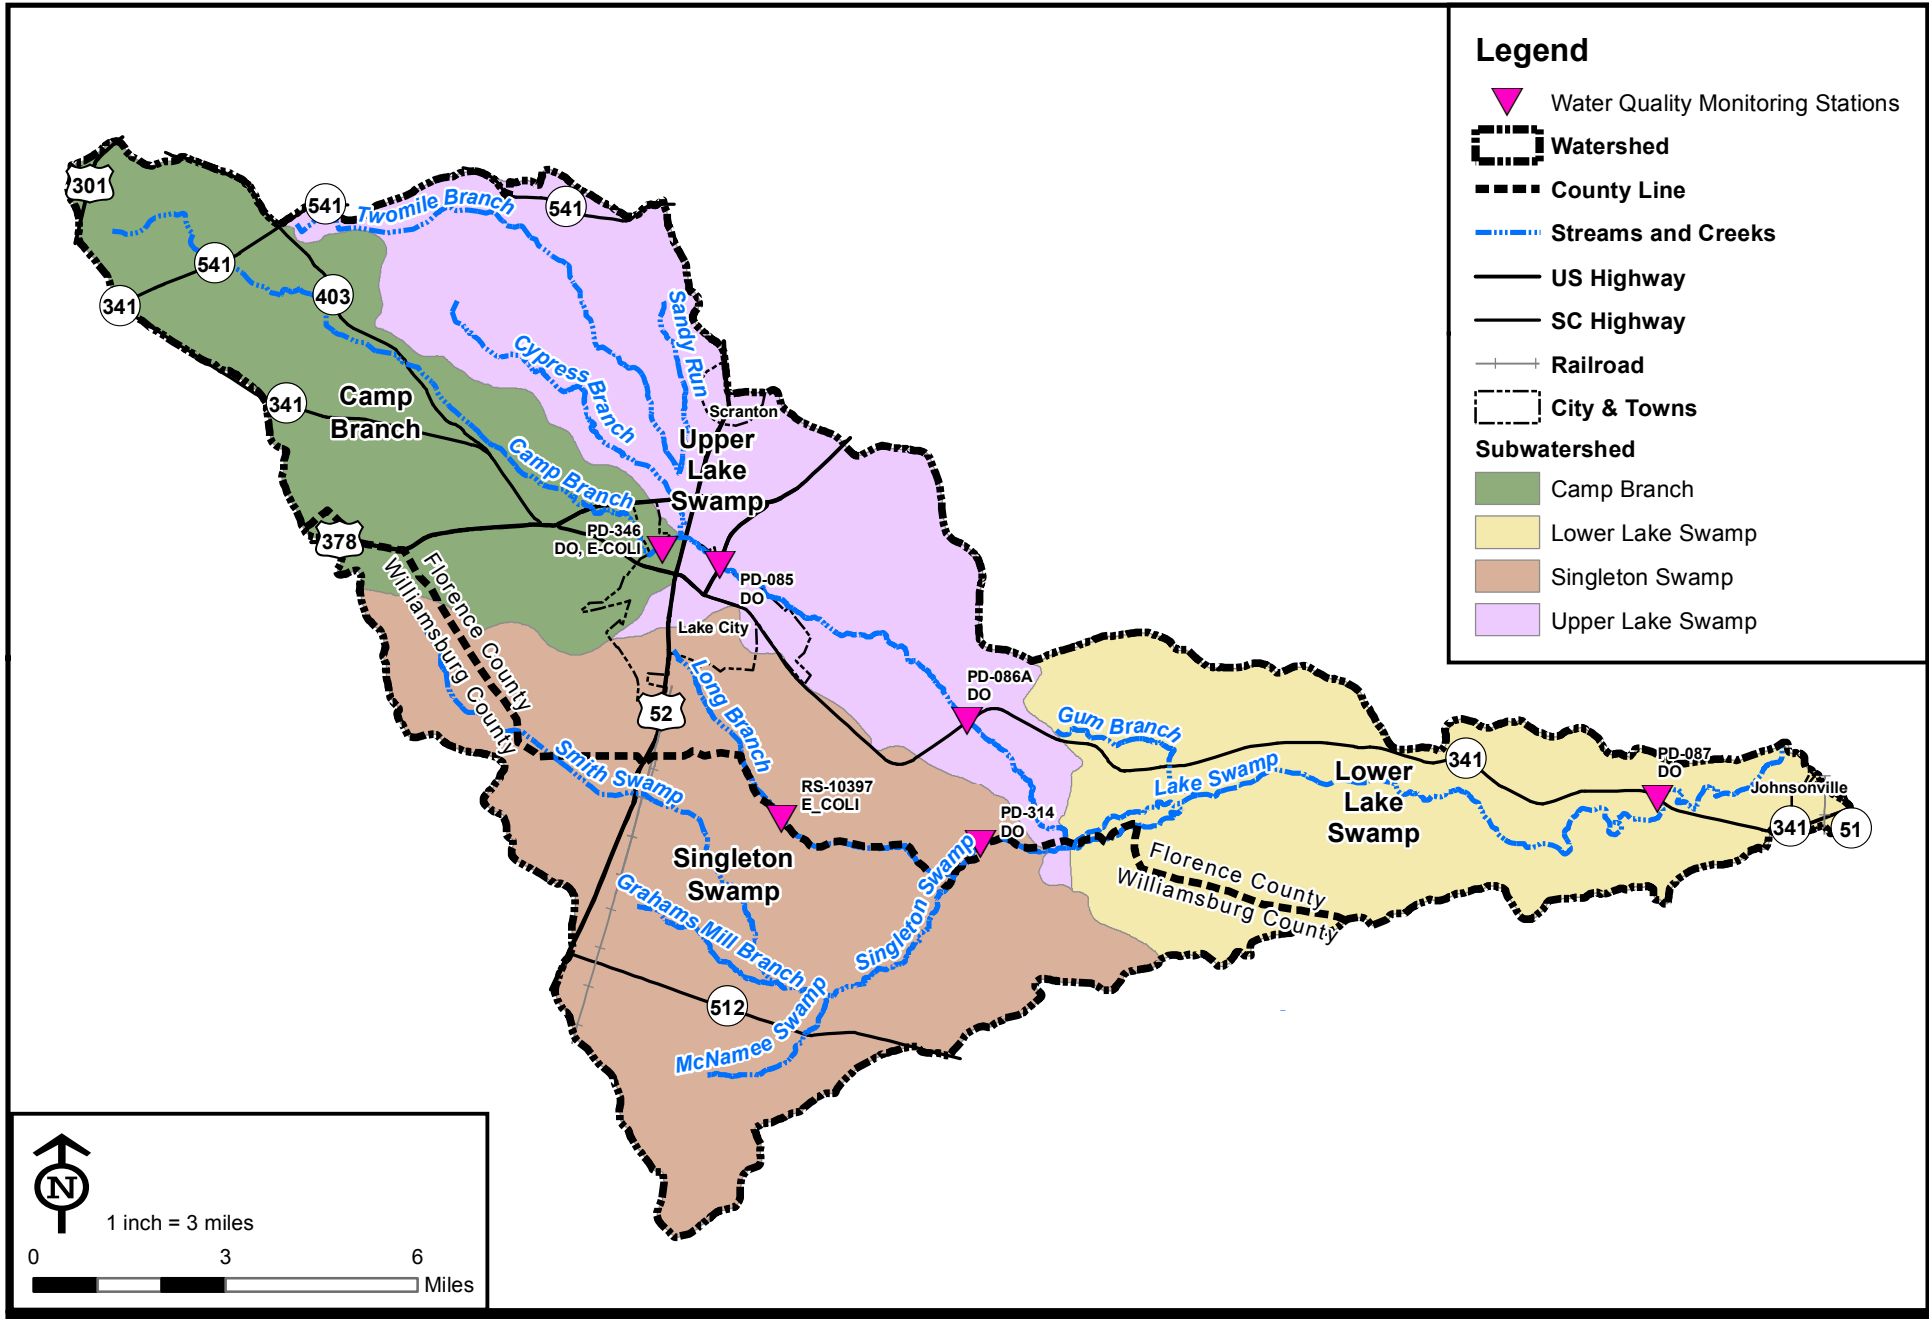 Legend
Water Quality Monitoring Stations
Watershed
County Line
Streams and Creeks
US Highway
SC Highway
Railroad
City & Towns
Subwatershed
Camp Branch
Lower Lake Swamp
Singleton Swamp
Upper Lake Swamp
301
541
Twomile Branch
541
541
403
341
Sandy Run
Cypress Branch
341
Camp
Branch
Scranton
Upper
Lake
Swamp
Camp Branch
378
PD-346
DO, E-COLI
PD-085
DO
Florence County
Williamsburg County
Lake City
Long Branch
52
PD-086A
DO
Gum Branch
Smith Swamp
Lake Swamp
RS-10397
E_COLI
PD-314
DO
Lower
Lake
Swamp
341
PD-087
DO
Johnsonville
341
51
Florence County
Williamsburg County
Singleton
Swamp
Grahams Mill Branch
Singleton Swamp
512
McNamee Swamp
N
1 inch = 3 miles
0 3 6
Miles